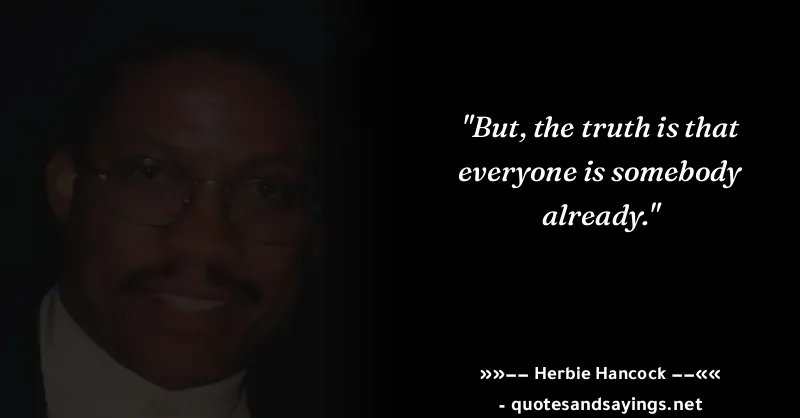 "But, the truth is that
everyone is somebody
already."
»»−− Herbie Hancock −−««
- quotesandsayings.net